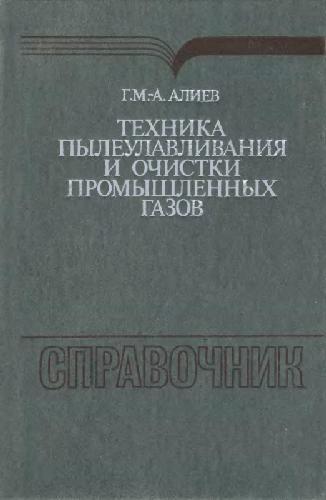 Г.М.-А. АЛИЕВ
ТЕХНИКА
ПЫЛЕУЛАВЛИВАНИЯ
И ОЧИСТКИ
ПРОМЫШЛЕННЫХ
ГАЗОВ
СПРАВОЧНИК